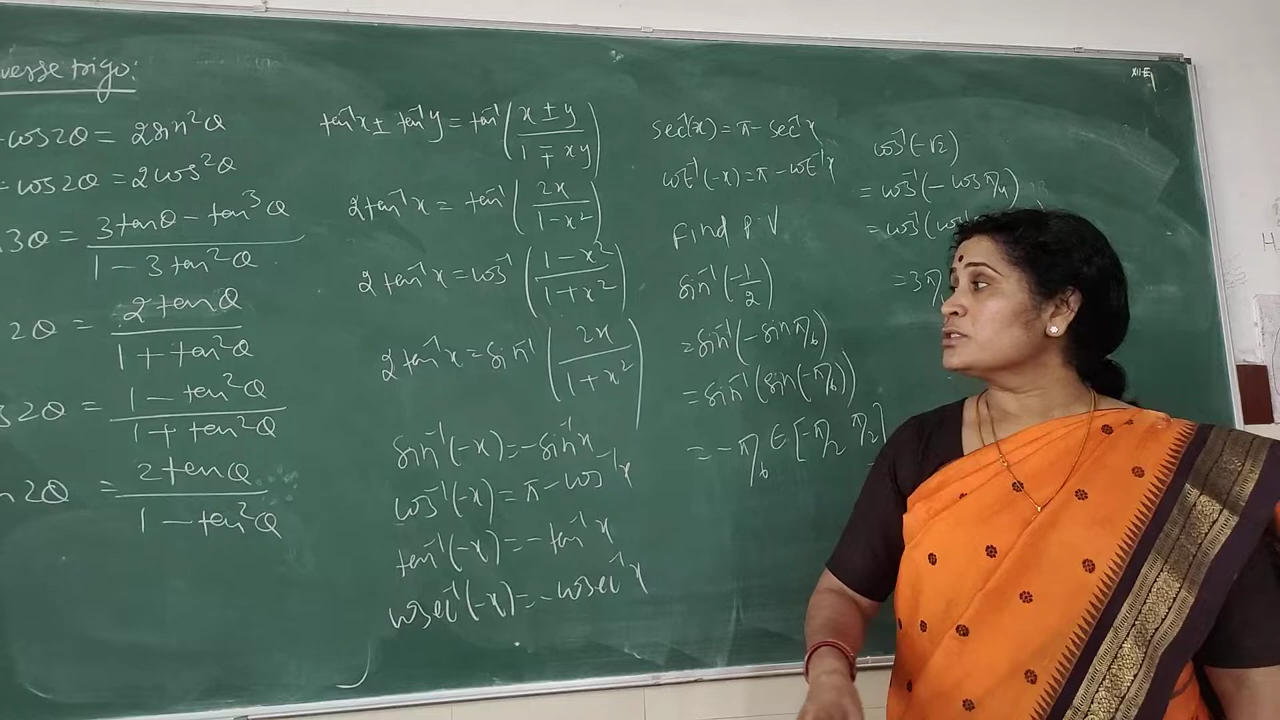 verse trigo:
-cos2θ = 2sin²θ
+cos2θ = 2cos²θ
n3θ = (3tanθ - tan³θ)/(1 - 3tan²θ)
2θ = 2tanθ/(1 + tan²θ)
s2θ = (1 - tan²θ)/(1 + tan²θ)
n2θ = 2tanθ/(1 - tan²θ)
tan⁻¹x ± tan⁻¹y = tan⁻¹((x ± y)/(1 ∓ xy))
2tan⁻¹x = tan⁻¹(2x/(1-x²))
2tan⁻¹x = cos⁻¹((1-x²)/(1+x²))
2tan⁻¹x = sin⁻¹(2x/(1+x²))
sin⁻¹(-x) = -sin⁻¹x
cos⁻¹(-x) = π - cos⁻¹x
tan⁻¹(-x) = -tan⁻¹x
cosec⁻¹(-x) = -cosec⁻¹x
sec⁻¹(x) = π - sec⁻¹x
cot⁻¹(-x) = π - cot⁻¹x
Find P.V
sin⁻¹(-1/2)
= sin⁻¹(-sin π/6)
= sin⁻¹(sin(-π/6))
= -π/6 ∈ [-π/2 π/2]
XII-E
cos⁻¹(-√2)
= cos⁻¹(-cos π/4)
= cos⁻¹(cos
= 3π/